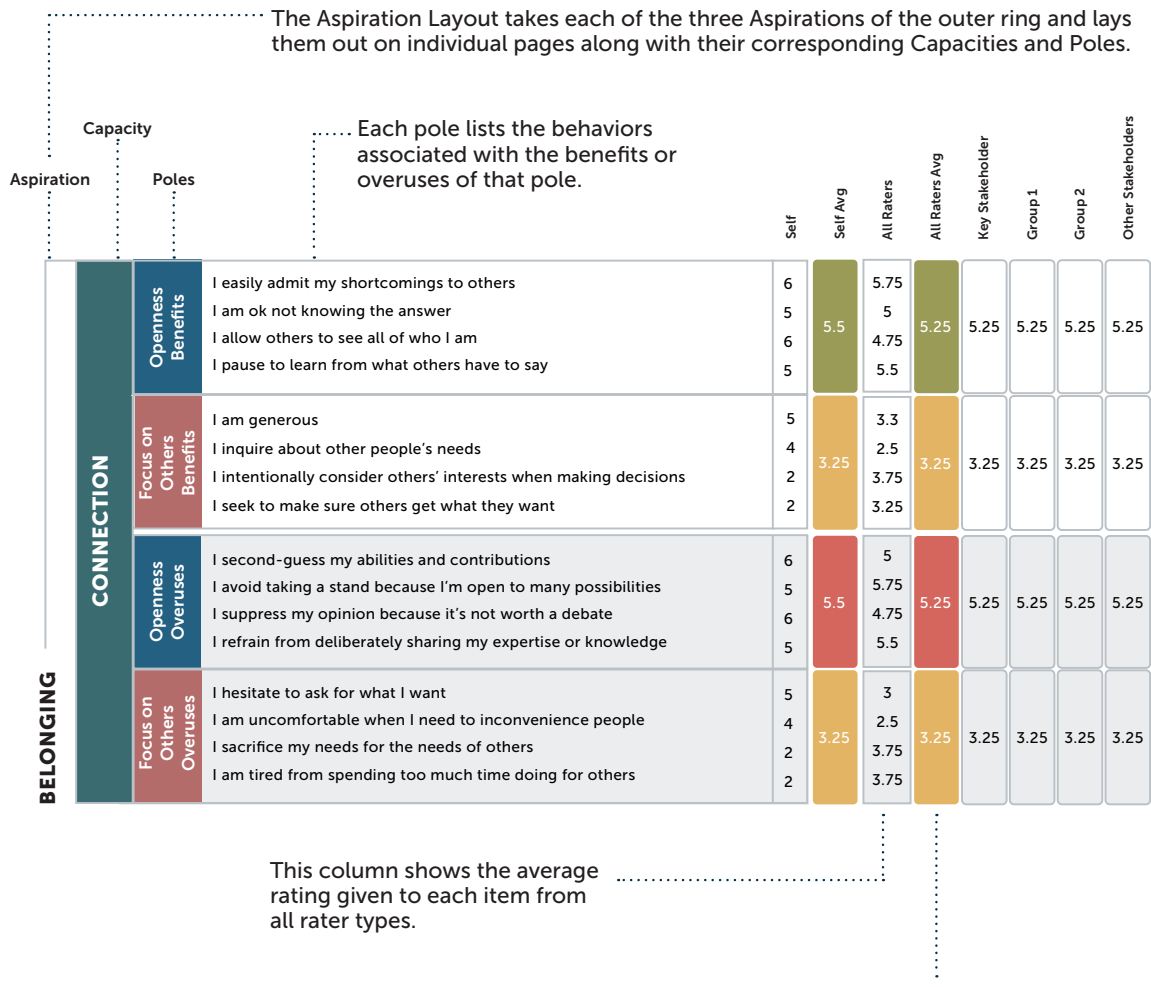 The Aspiration Layout takes each of the three Aspirations of the outer ring and lays
them out on individual pages along with their corresponding Capacities and Poles.
Capacity
Aspiration
Poles
Each pole lists the behaviors
associated with the benefits or
overuses of that pole.
Self
Self Avg
All Raters
All Raters Avg
Key Stakeholder
Group 1
Group 2
Other Stakeholders
BELONGING
CONNECTION
Openness
Benefits
I easily admit my shortcomings to others 6 5.75
I am ok not knowing the answer 5 5
I allow others to see all of who I am 6 4.75
I pause to learn from what others have to say 5 5.5
5.5 5.25 5.25 5.25 5.25 5.25
Focus on
Others
Benefits
I am generous 5 3.3
I inquire about other people's needs 4 2.5
I intentionally consider others' interests when making decisions 2 3.75
I seek to make sure others get what they want 2 3.25
3.25 3.25 3.25 3.25 3.25 3.25
Openness
Overuses
I second-guess my abilities and contributions 6 5
I avoid taking a stand because I'm open to many possibilities 5 5.75
I suppress my opinion because it's not worth a debate 6 4.75
I refrain from deliberately sharing my expertise or knowledge 5 5.5
5.5 5.25 5.25 5.25 5.25 5.25
Focus on
Others
Overuses
I hesitate to ask for what I want 5 3
I am uncomfortable when I need to inconvenience people 4 2.5
I sacrifice my needs for the needs of others 2 3.75
I am tired from spending too much time doing for others 2 3.75
3.25 3.25 3.25 3.25 3.25 3.25
This column shows the average
rating given to each item from
all rater types.